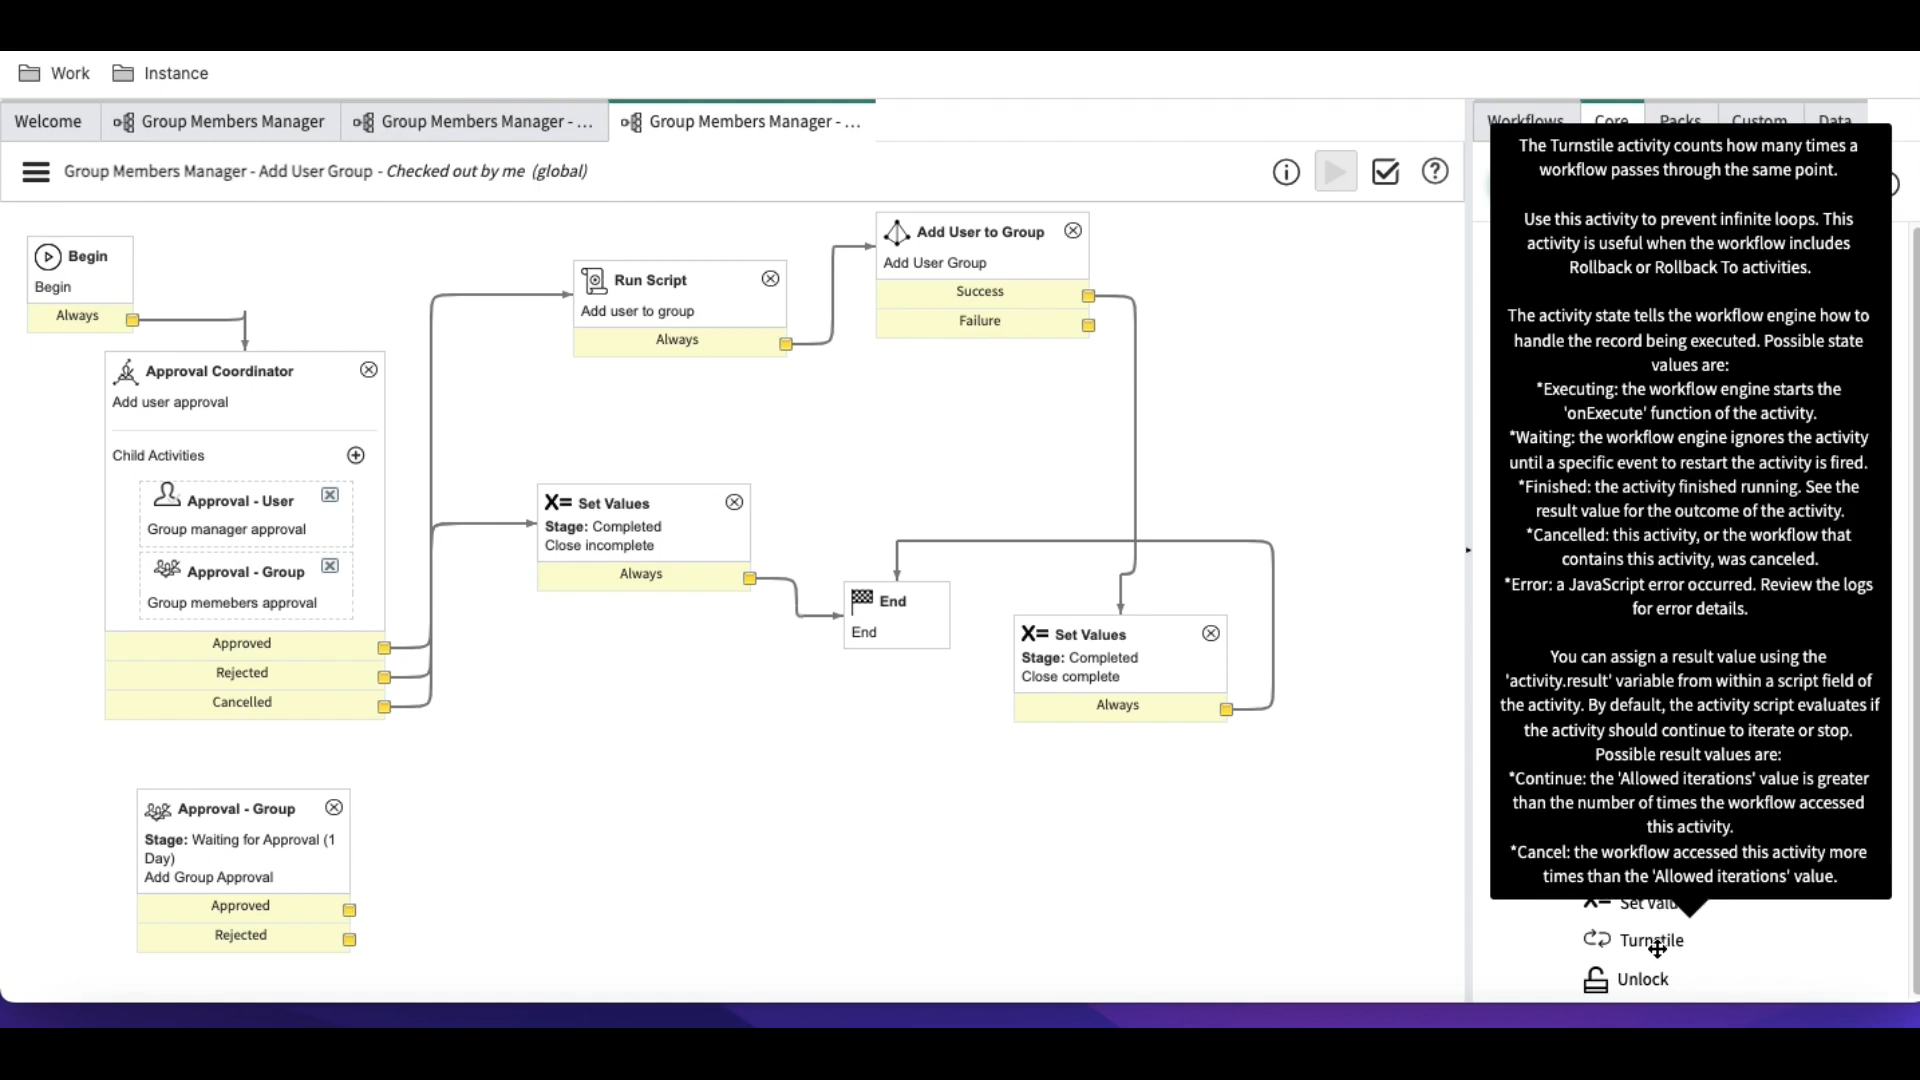 Work
Instance
Welcome
Group Members Manager
Group Members Manager - ...
Group Members Manager - ...
Group Members Manager - Add User Group - Checked out by me (global)
Begin
Begin
Always
Approval Coordinator
Add user approval
Child Activities
Approval - User
Group manager approval
Approval - Group
Group memebers approval
Approved
Rejected
Cancelled
Approval - Group
Stage: Waiting for Approval (1
Day)
Add Group Approval
Approved
Rejected
Run Script
Add user to group
Always
Add User to Group
Add User Group
Success
Failure
X= Set Values
Stage: Completed
Close incomplete
Always
End
End
X= Set Values
Stage: Completed
Close complete
Always
Workflows
Core
Packs
Custom
Data
The Turnstile activity counts how many times a
workflow passes through the same point.
Use this activity to prevent infinite loops. This
activity is useful when the workflow includes
Rollback or Rollback To activities.
The activity state tells the workflow engine how to
handle the record being executed. Possible state
values are:
*Executing: the workflow engine starts the
'onExecute' function of the activity.
*Waiting: the workflow engine ignores the activity
until a specific event to restart the activity is fired.
*Finished: the activity finished running. See the
result value for the outcome of the activity.
*Cancelled: this activity, or the workflow that
contains this activity, was canceled.
*Error: a JavaScript error occurred. Review the logs
for error details.
You can assign a result value using the
'activity.result' variable from within a script field of
the activity. By default, the activity script evaluates if
the activity should continue to iterate or stop.
Possible result values are:
*Continue: the 'Allowed iterations' value is greater
than the number of times the workflow accessed
this activity.
*Cancel: the workflow accessed this activity more
times than the 'Allowed iterations' value.
X= Set Valu
Turnstile
Unlock